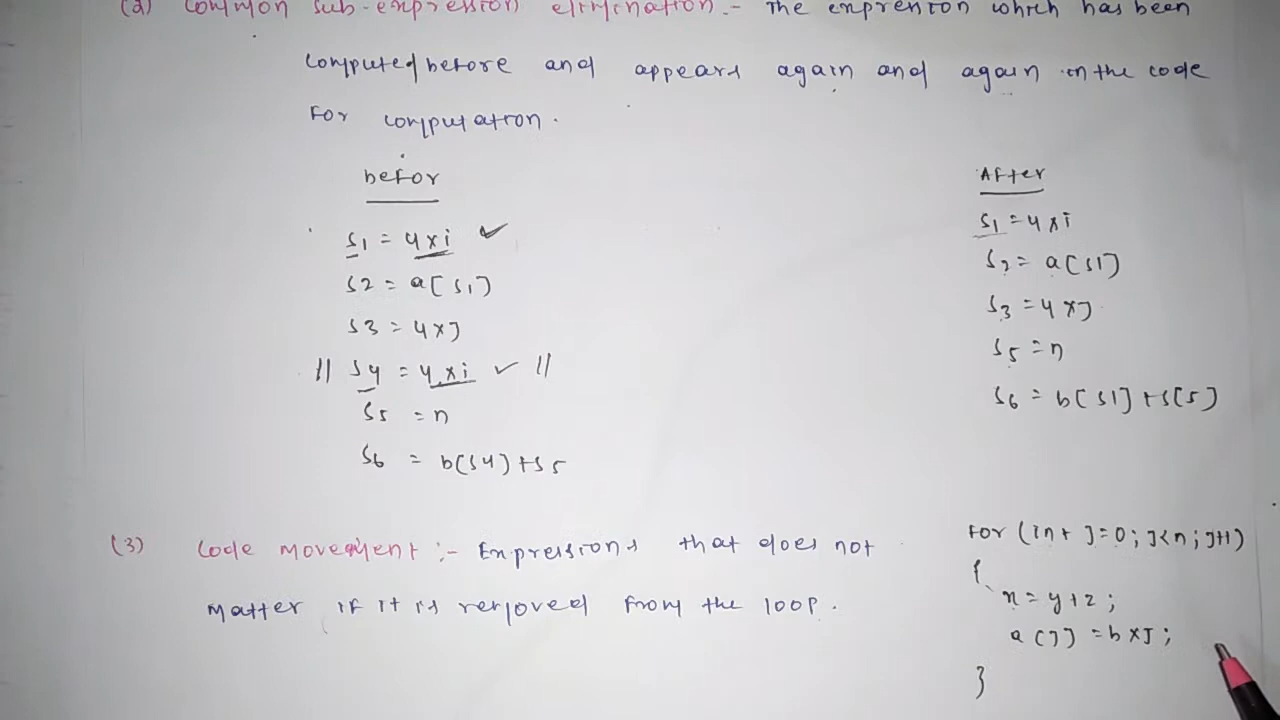 (2) Common sub-expression elimination :- The expression which has been
computed before and appears again and again in the code
For computation.
befor
S1 = 4xi ✓
S2 = a[S1]
S3 = 4xJ
// S4 = 4xi ✓ //
S5 = n
S6 = b[S4]+S5
After
S1 = 4xi
S2 = a[S1]
S3 = 4xJ
S5 = n
S6 = b[S1]+S[5]
(3) Code movement :- Expressions that does not
matter if it is removed from the loop.
For (int J=0; J<n; J++)
{
x = y+z;
a[J] = bxJ;
}